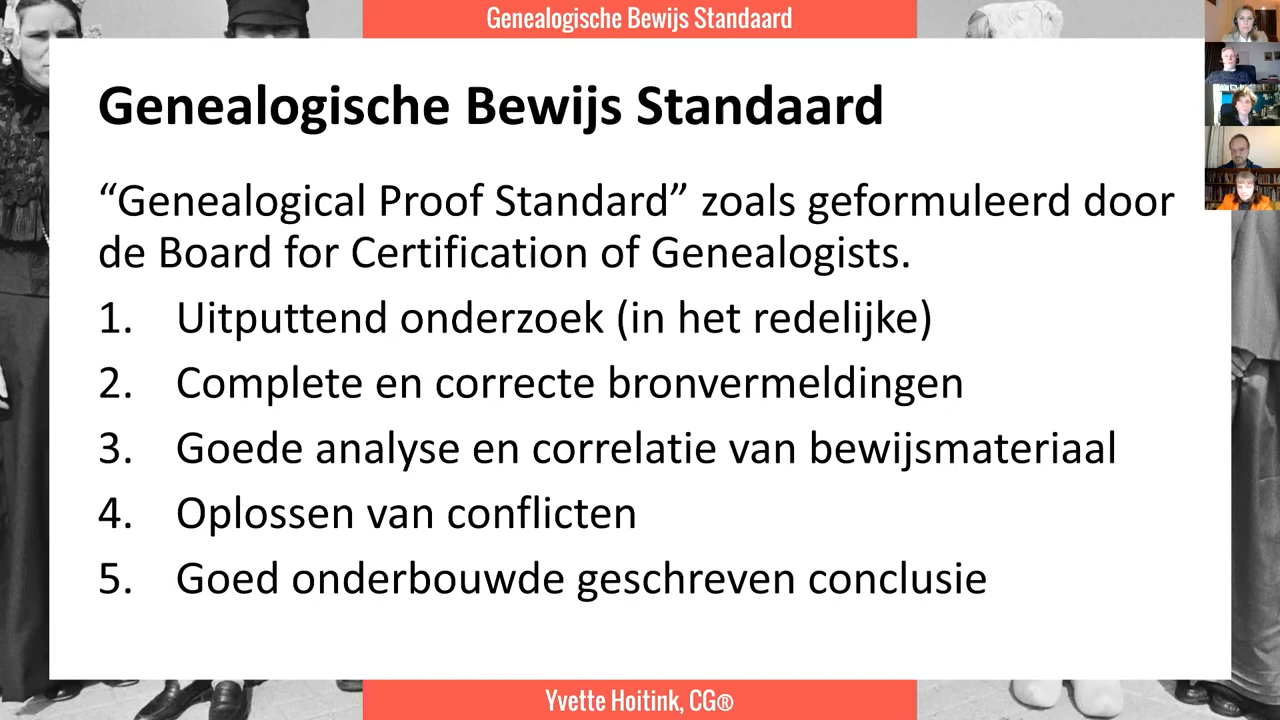 Genealogische Bewijs Standaard
Genealogische Bewijs Standaard
“Genealogical Proof Standard” zoals geformuleerd door
de Board for Certification of Genealogists.
1. Uitputtend onderzoek (in het redelijke)
2. Complete en correcte bronvermeldingen
3. Goede analyse en correlatie van bewijsmateriaal
4. Oplossen van conflicten
5. Goed onderbouwde geschreven conclusie
Yvette Hoitink, CG®